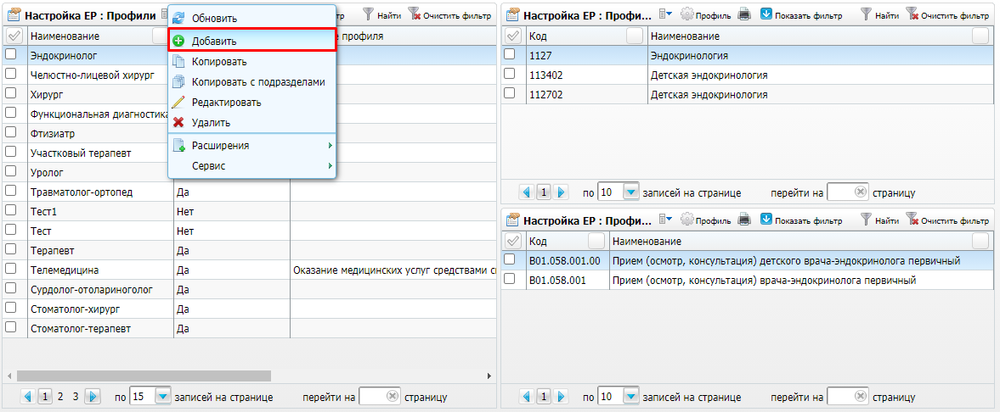 Настройка ЕР : Профили
Найти Очистить фильтр
Наименование
е профиля
Обновить
Добавить
Копировать
Копировать с подразделами
Редактировать
Удалить
Расширения
Сервис
Эндокринолог
Челюстно-лицевой хирург
Хирург
Функциональная диагностика
Фтизиатр
Участковый терапевт
Уролог
Травматолог-ортопед Да
Тест1 Нет
Тест Нет
Терапевт Да
Телемедицина Да Оказание медицинских услуг средствами
Сурдолог-отолариноголог Да
Стоматолог-хирург Да
Стоматолог-терапевт Да
1 2 3 по 15 записей на странице перейти на страницу
Настройка ЕР : Профи... Профиль Показать фильтр Найти Очистить фильтр
Код Наименование
1127 Эндокринология
113402 Детская эндокринология
112702 Детская эндокринология
1 по 10 записей на странице перейти на страницу
Настройка ЕР : Профи... Профиль Показать фильтр Найти Очистить фильтр
Код Наименование
B01.058.001.00 Прием (осмотр, консультация) детского врача-эндокринолога первичный
B01.058.001 Прием (осмотр, консультация) врача-эндокринолога первичный
1 по 10 записей на странице перейти на страницу